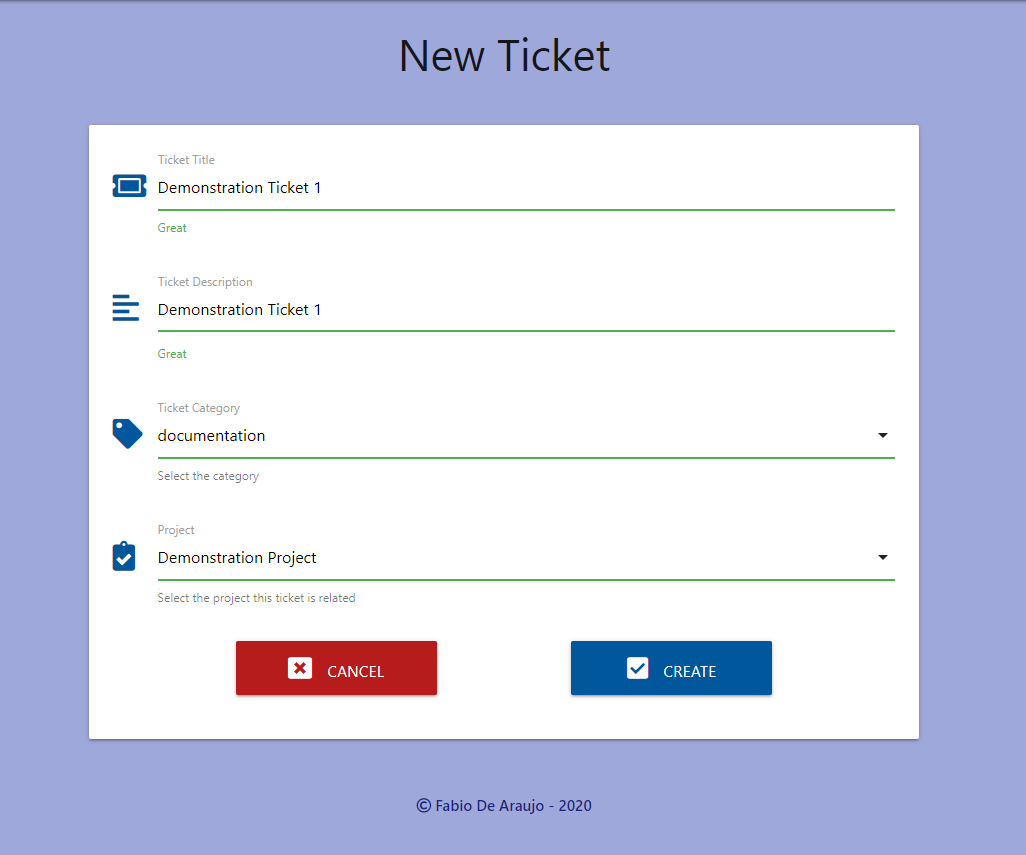 New Ticket
Ticket Title
Demonstration Ticket 1
Great
Ticket Description
Demonstration Ticket 1
Great
Ticket Category
documentation
Select the category
Project
Demonstration Project
Select the project this ticket is related
CANCEL
CREATE
© Fabio De Araujo - 2020